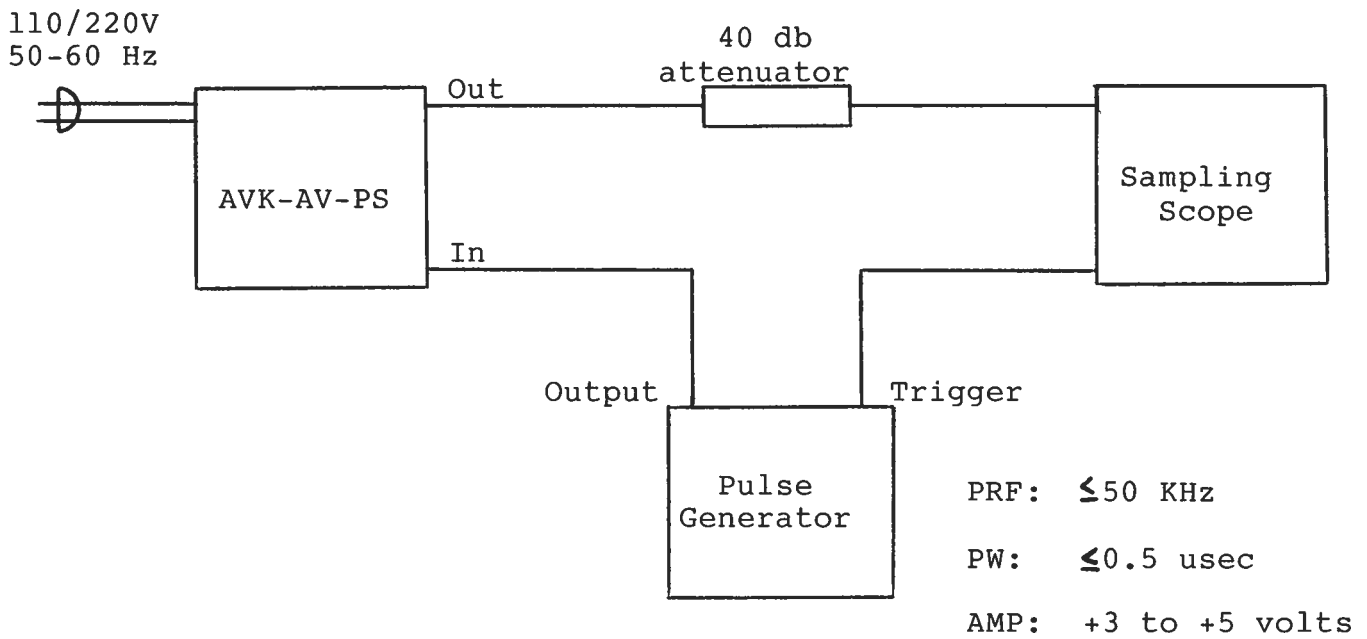 110/220V
50-60 Hz
40 db
attenuator
Out
AVK-AV-PS
Sampling
Scope
In
Output
Trigger
Pulse
Generator
PRF: ≤50 KHz
PW: ≤0.5 usec
AMP: +3 to +5 volts